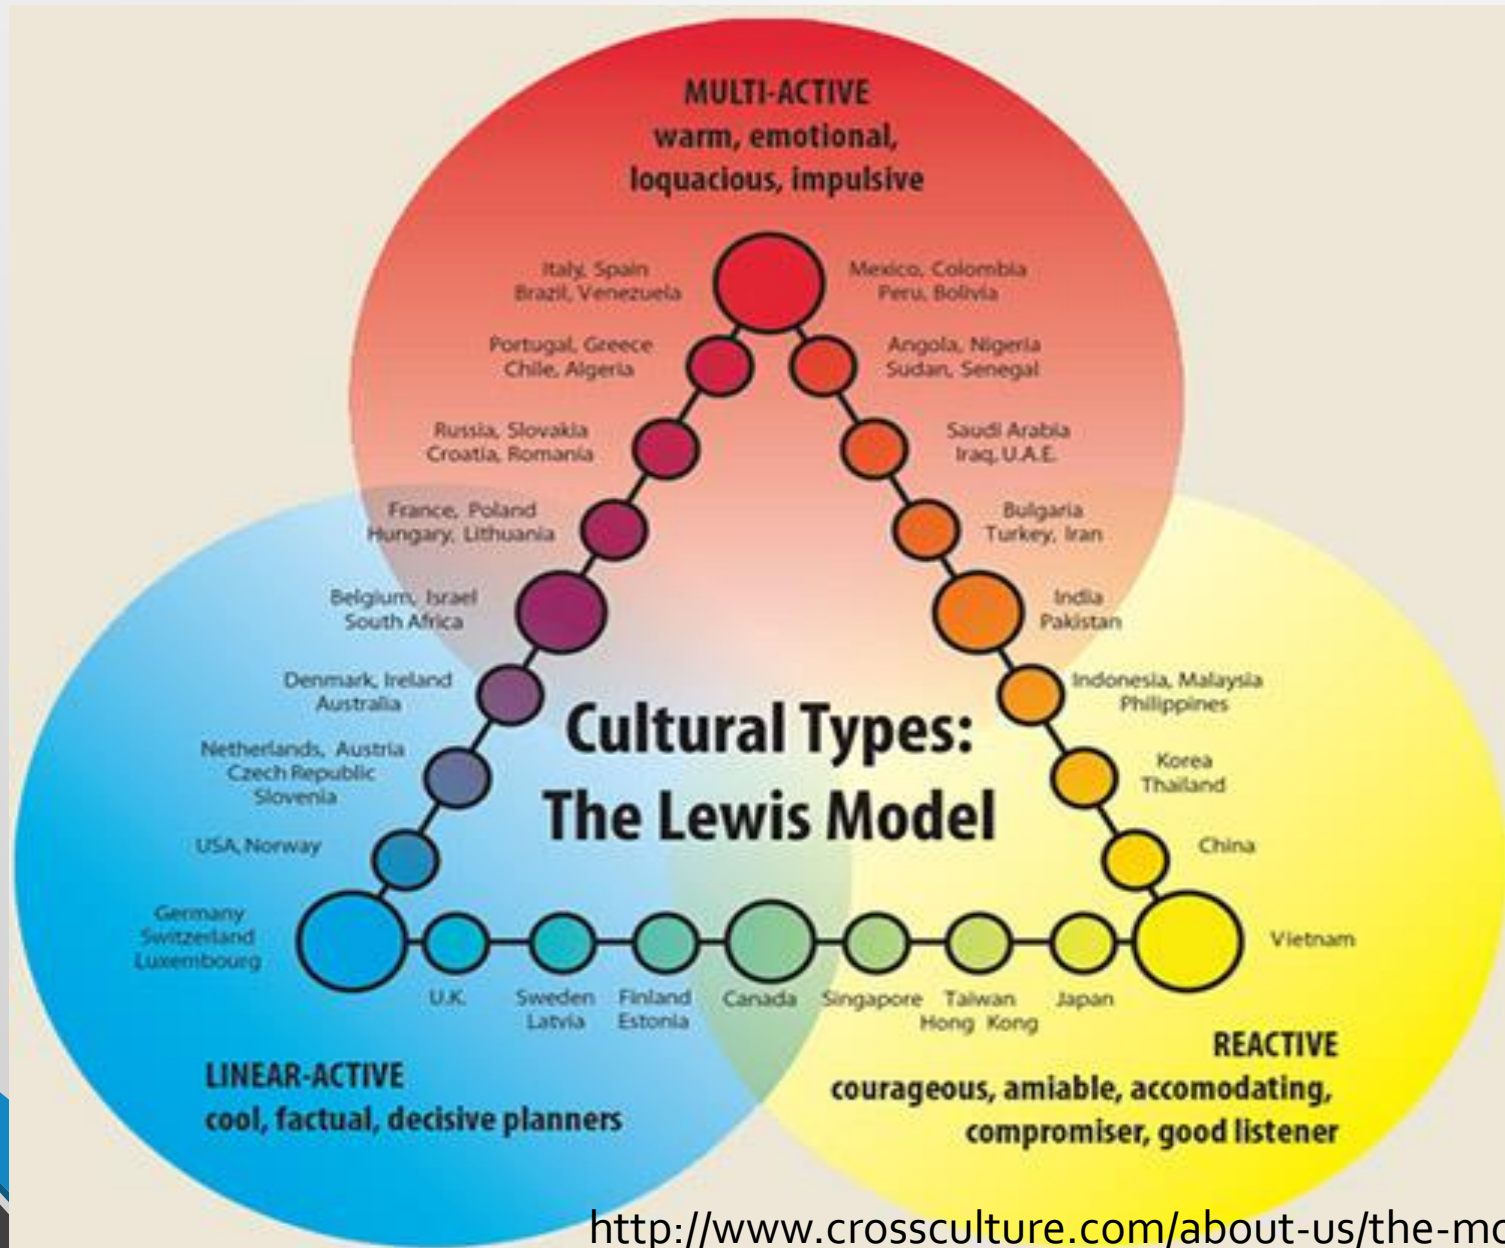 MULTI-ACTIVE
warm, emotional,
loquacious, impulsive
Italy, Spain
Brazil, Venezuela
Mexico, Colombia
Peru, Bolivia
Portugal, Greece
Chile, Algeria
Angola, Nigeria
Sudan, Senegal
Russia, Slovakia
Croatia, Romania
Saudi Arabia
Iraq, U.A.E.
France, Poland
Hungary, Lithuania
Bulgaria
Turkey, Iran
Belgium, Israel
South Africa
India
Pakistan
Denmark, Ireland
Australia
Indonesia, Malaysia
Philippines
Cultural Types:
The Lewis Model
Netherlands, Austria
Czech Republic
Slovenia
Korea
Thailand
USA, Norway
China
Germany
Switzerland
Luxembourg
Vietnam
U.K.
Sweden
Latvia
Finland
Estonia
Canada
Singapore
Taiwan
Hong Kong
Japan
LINEAR-ACTIVE
cool, factual, decisive planners
REACTIVE
courageous, amiable, accomodating,
compromiser, good listener
http://www.crossculture.com/about-us/the-mo